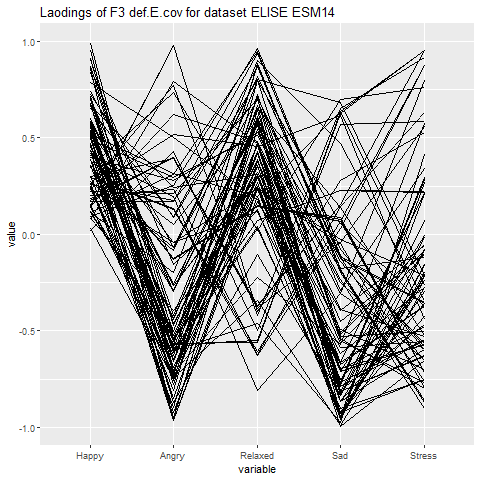 Laodings of F3 def.E.cov for dataset ELISE ESM14
1.0
0.5
0.0
-0.5
-1.0
value
Happy Angry Relaxed Sad Stress
variable